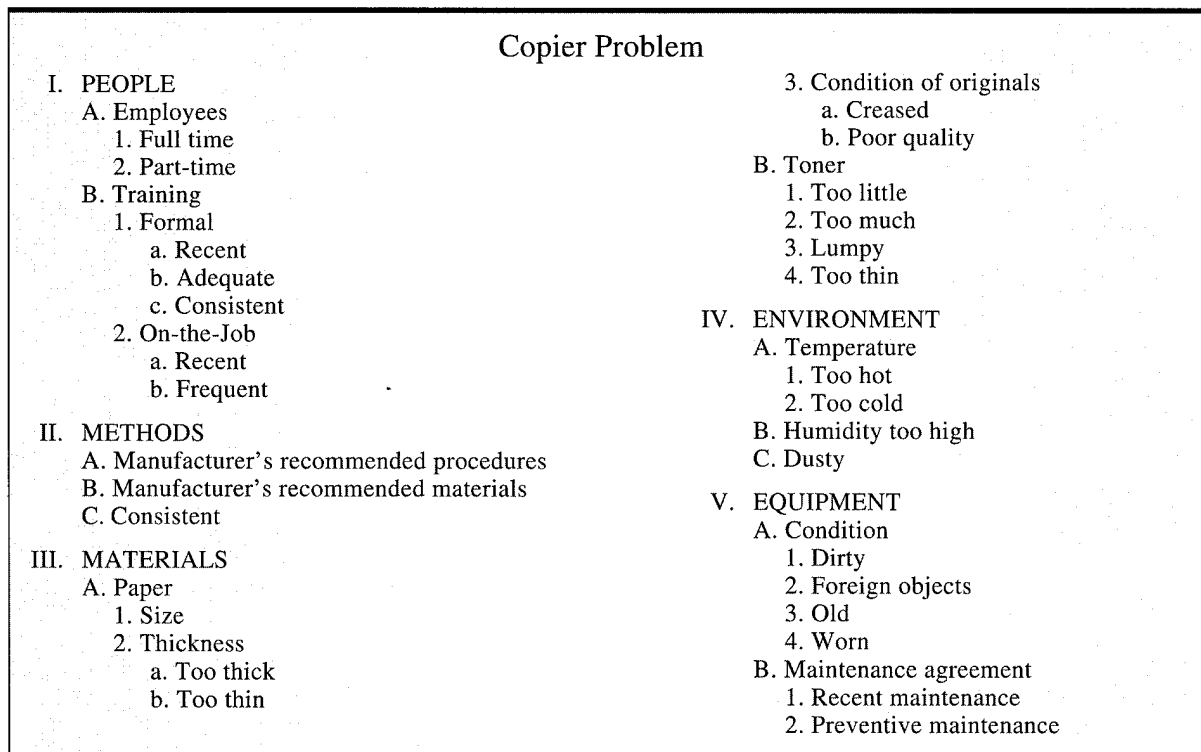 Copier Problem
I. PEOPLE
A. Employees
1. Full time
2. Part-time
B. Training
1. Formal
a. Recent
b. Adequate
c. Consistent
2. On-the-Job
a. Recent
b. Frequent
II. METHODS
A. Manufacturer's recommended procedures
B. Manufacturer's recommended materials
C. Consistent
III. MATERIALS
A. Paper
1. Size
2. Thickness
a. Too thick
b. Too thin
3. Condition of originals
a. Creased
b. Poor quality
B. Toner
1. Too little
2. Too much
3. Lumpy
4. Too thin
IV. ENVIRONMENT
A. Temperature
1. Too hot
2. Too cold
B. Humidity too high
C. Dusty
V. EQUIPMENT
A. Condition
1. Dirty
2. Foreign objects
3. Old
4. Worn
B. Maintenance agreement
1. Recent maintenance
2. Preventive maintenance